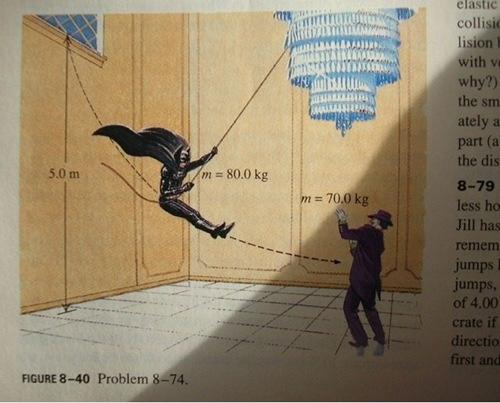 5.0 m
m = 80.0 kg
m = 70.0 kg
FIGURE 8–40 Problem 8–74.
elastic
collisi
lision b
with v
why?)
the sm
ately a
part (a
the dis
8–79
less ho
Jill has
remem
jumps
jumps,
of 4.00
crate if
directio
first and